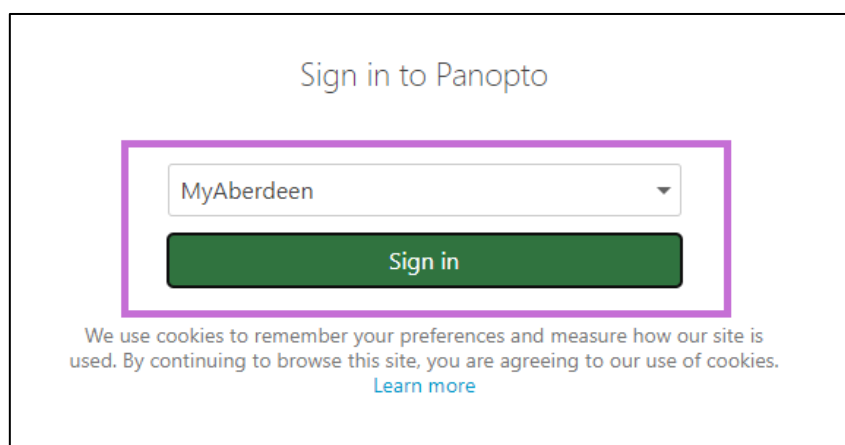 Sign in to Panopto
MyAberdeen
Sign in
We use cookies to remember your preferences and measure how our site is
used. By continuing to browse this site, you are agreeing to our use of cookies.
Learn more